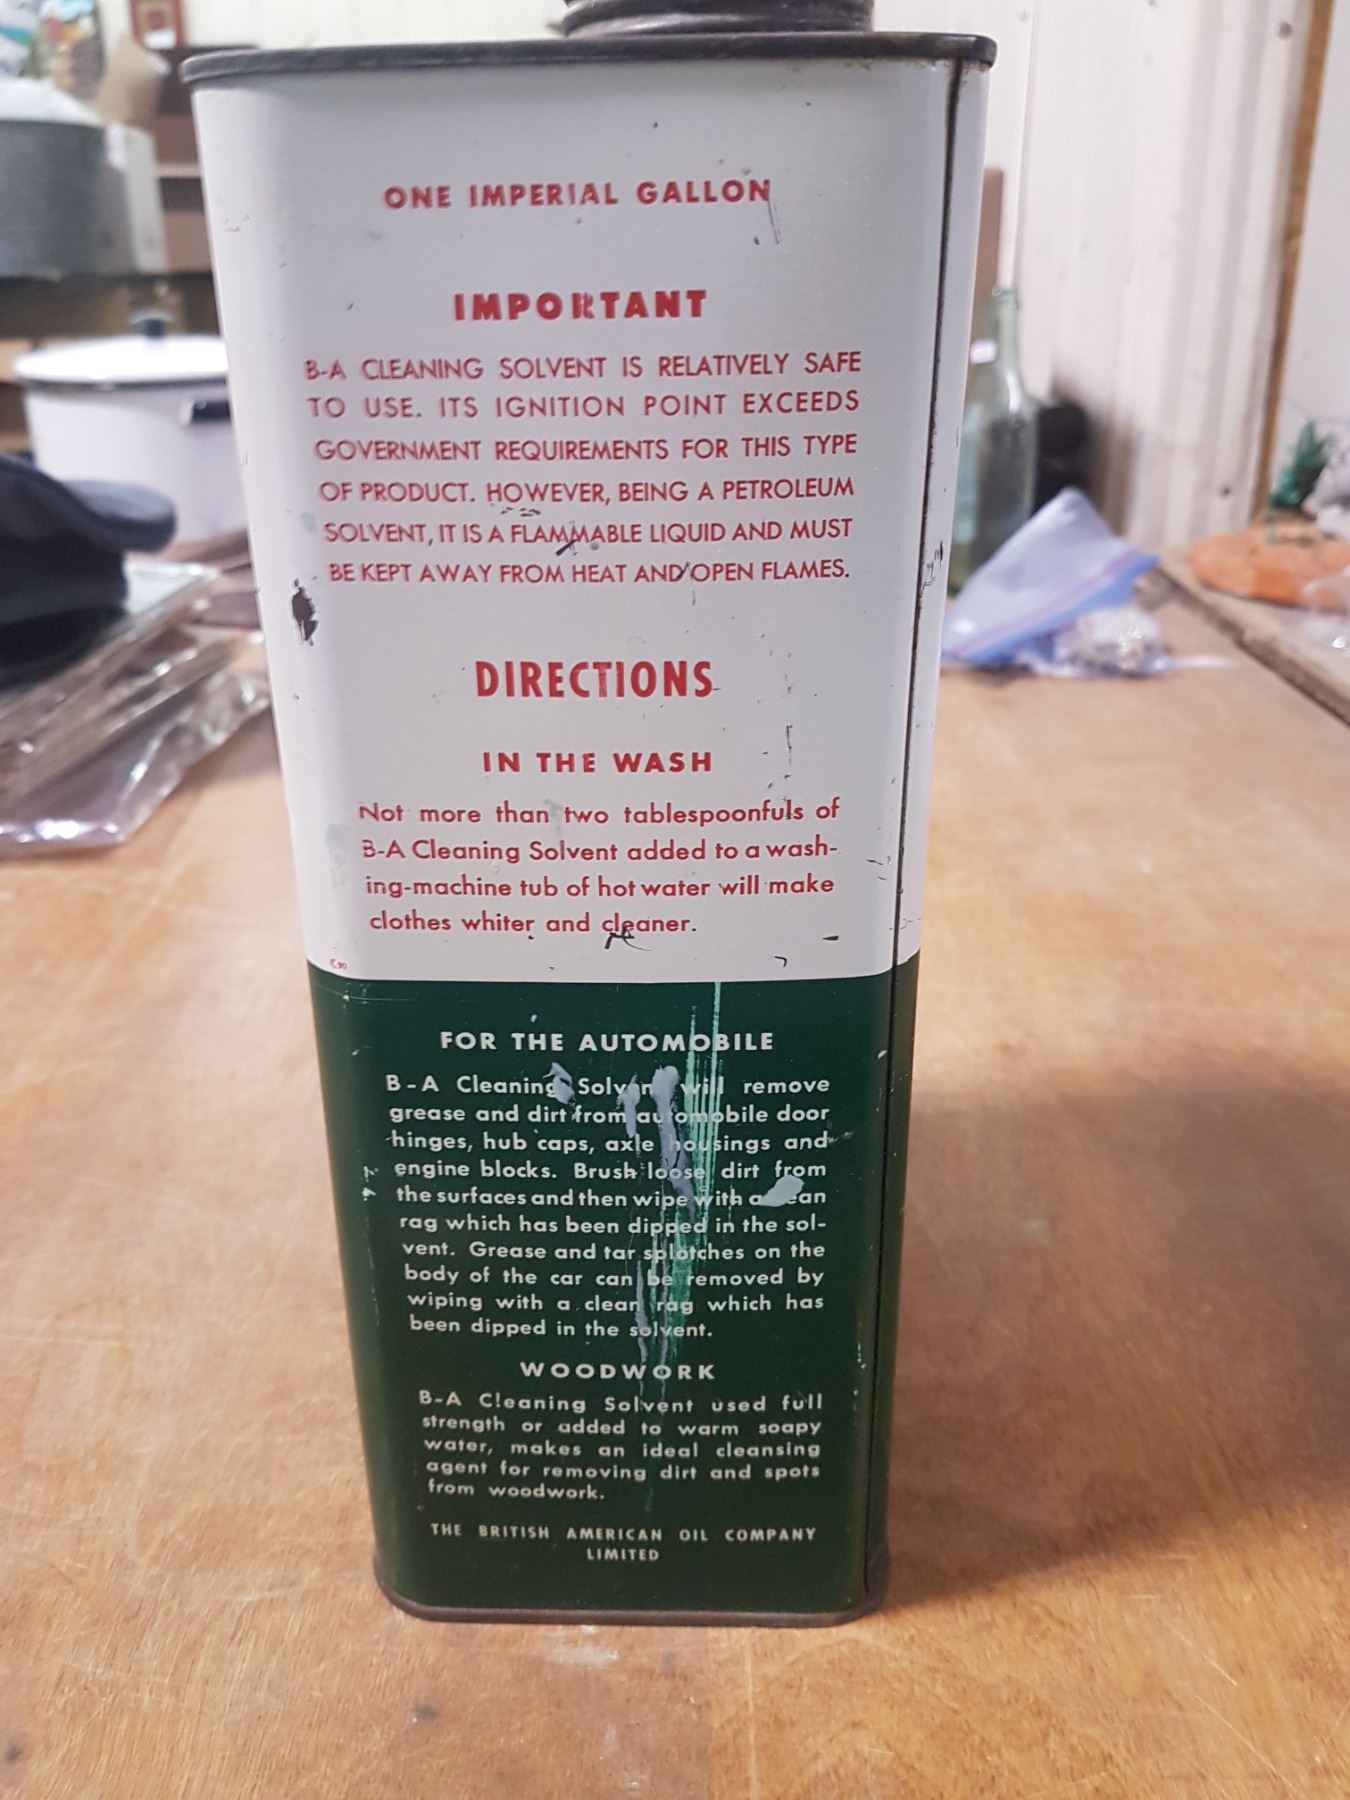 ONE IMPERIAL GALLON
IMPORTANT
B-A CLEANING SOLVENT IS RELATIVELY SAFE
TO USE. ITS IGNITION POINT EXCEEDS
GOVERNMENT REQUIREMENTS FOR THIS TYPE
OF PRODUCT. HOWEVER, BEING A PETROLEUM
SOLVENT, IT IS A FLAMMABLE LIQUID AND MUST
BE KEPT AWAY FROM HEAT AND OPEN FLAMES.
DIRECTIONS
IN THE WASH
Not more than two tablespoonfuls of
B-A Cleaning Solvent added to a wash-
ing-machine tub of hot water will make
clothes whiter and cleaner.
FOR THE AUTOMOBILE
B-A Cleaning Solvent will remove
grease and dirt from automobile door
hinges, hub caps, axle housings and
engine blocks. Brush loose dirt from
the surfaces and then wipe with a clean
rag which has been dipped in the sol-
vent. Grease and tar splotches on the
body of the car can be removed by
wiping with a clean rag which has
been dipped in the solvent.
WOODWORK
B-A Cleaning Solvent used full
strength or added to warm soapy
water, makes an ideal cleansing
agent for removing dirt and spots
from woodwork.
THE BRITISH AMERICAN OIL COMPANY
LIMITED